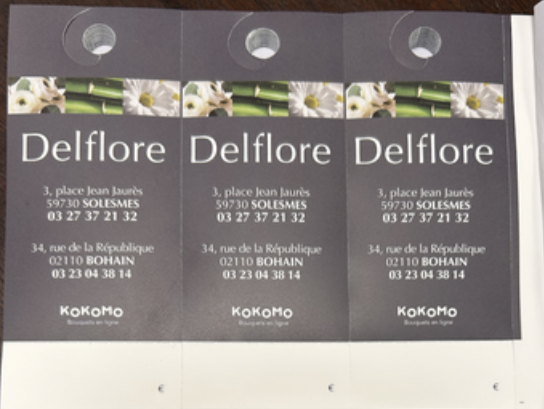 Delflore
3, place Jean Jaurès
59730 SOLESMES
03 27 37 21 32
34, rue de la République
02110 BOHAIN
03 23 04 38 14
KOKOMO
Bouquets en ligne
€
Delflore
3, place Jean Jaurès
59730 SOLESMES
03 27 37 21 32
34, rue de la République
02110 BOHAIN
03 23 04 38 14
KOKOMO
Bouquets en ligne
€
Delflore
3, place Jean Jaurès
59730 SOLESMES
03 27 37 21 32
34, rue de la République
02110 BOHAIN
03 23 04 38 14
KOKOMO
Bouquets en ligne
€